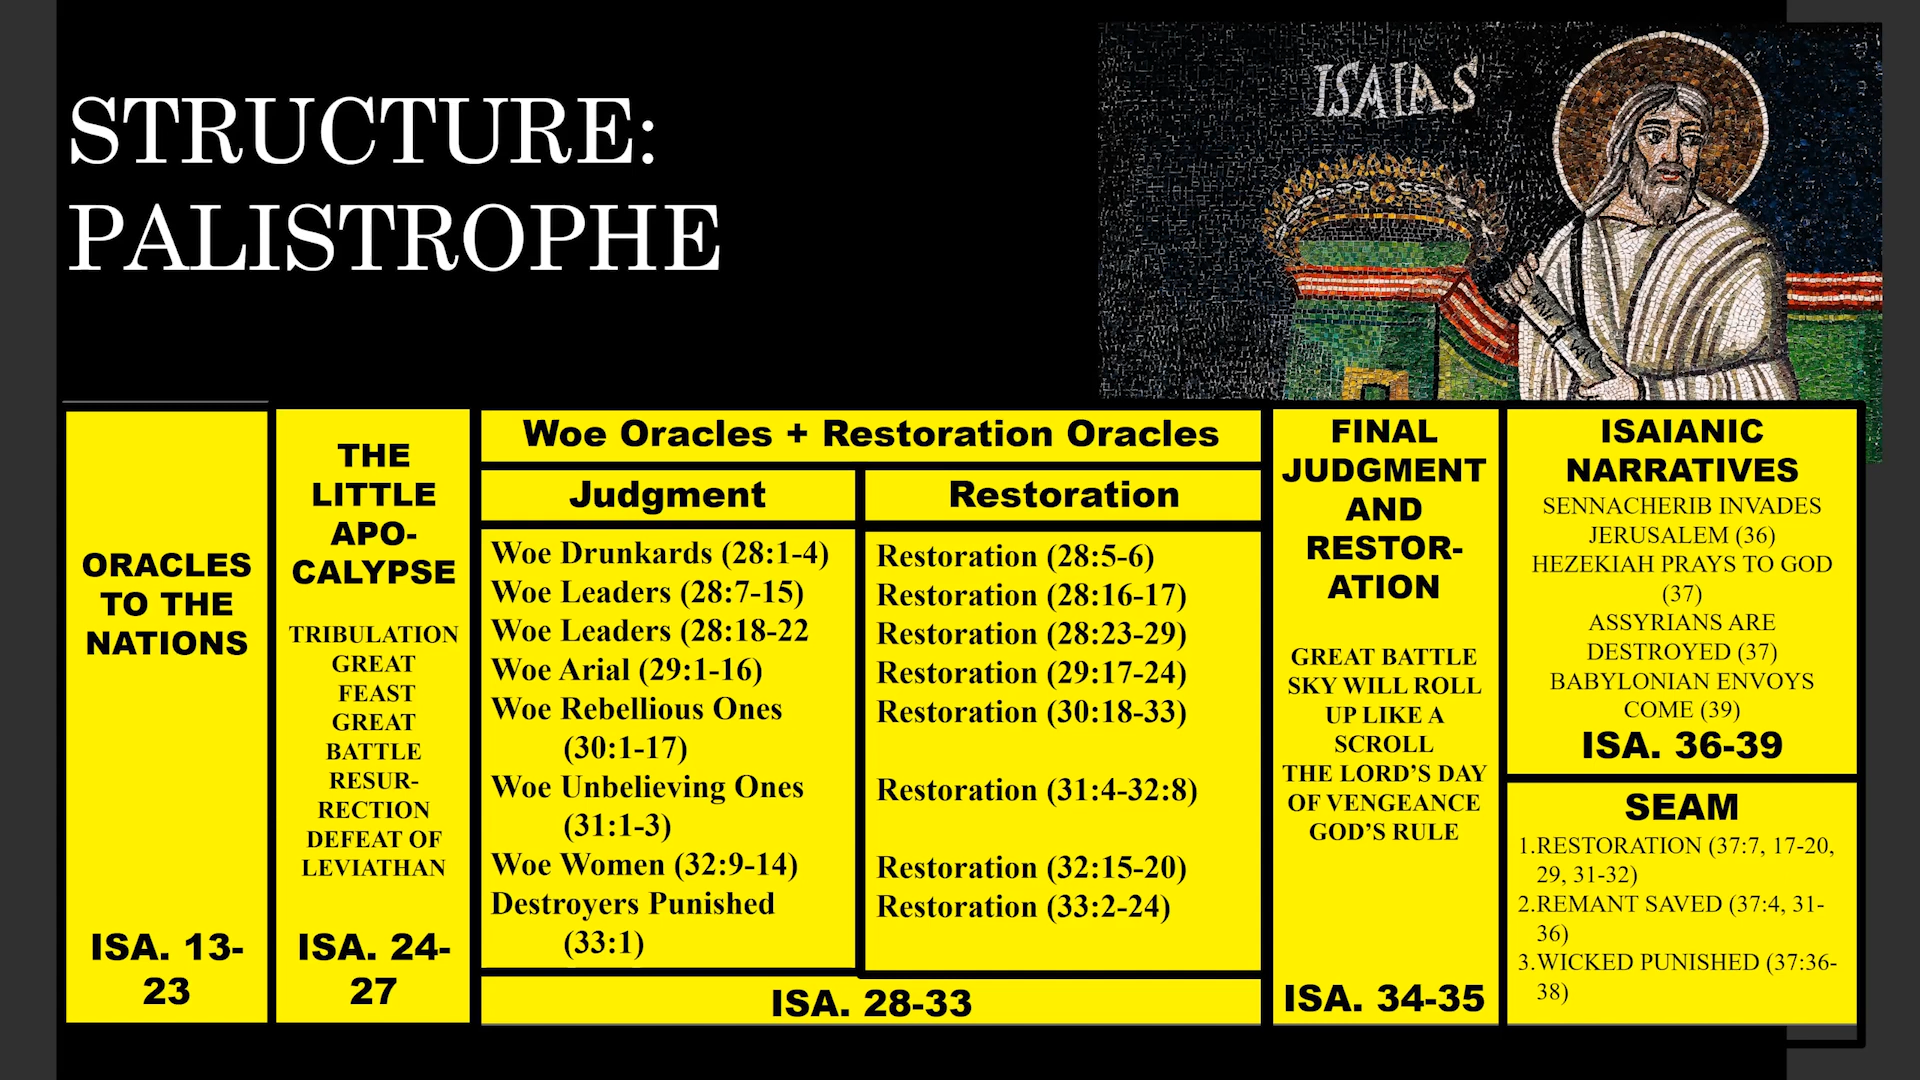 STRUCTURE:
PALISTROPHE
ISAIAS
ORACLES
TO THE
NATIONS
ISA. 13-
23
THE
LITTLE
APO-
CALYPSE
TRIBULATION
GREAT
FEAST
GREAT
BATTLE
RESUR-
RECTION
DEFEAT OF
LEVIATHAN
ISA. 24-
27
Woe Oracles + Restoration Oracles
Judgment
Woe Drunkards (28:1-4)
Woe Leaders (28:7-15)
Woe Leaders (28:18-22
Woe Arial (29:1-16)
Woe Rebellious Ones
(30:1-17)
Woe Unbelieving Ones
(31:1-3)
Woe Women (32:9-14)
Destroyers Punished
(33:1)
Restoration
Restoration (28:5-6)
Restoration (28:16-17)
Restoration (28:23-29)
Restoration (29:17-24)
Restoration (30:18-33)
Restoration (31:4-32:8)
Restoration (32:15-20)
Restoration (33:2-24)
ISA. 28-33
FINAL
JUDGMENT
AND
RESTOR-
ATION
GREAT BATTLE
SKY WILL ROLL
UP LIKE A
SCROLL
THE LORD’S DAY
OF VENGEANCE
GOD’S RULE
ISA. 34-35
ISAIANIC
NARRATIVES
SENNACHERIB INVADES
JERUSALEM (36)
HEZEKIAH PRAYS TO GOD
(37)
ASSYRIANS ARE
DESTROYED (37)
BABYLONIAN ENVOYS
COME (39)
ISA. 36-39
SEAM
1.RESTORATION (37:7, 17-20,
29, 31-32)
2.REMANT SAVED (37:4, 31-
36)
3.WICKED PUNISHED (37:36-
38)